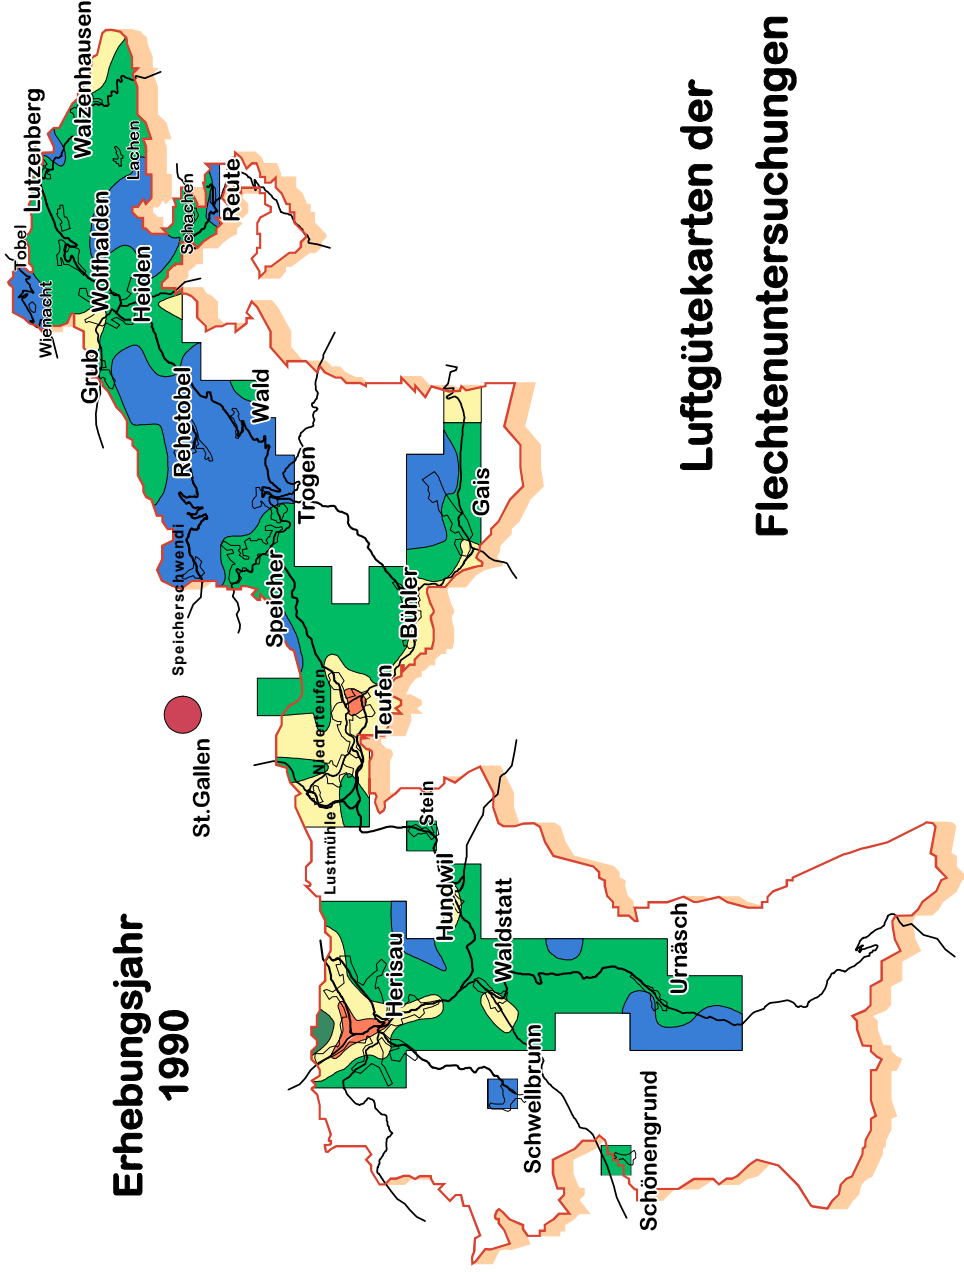 Erhebungsjahr
1990
Luftgütekarten der
Flechtenuntersuchungen
St.Gallen
Speicherschwendi
Wienacht
Tobel
Lutzenberg
Walzenhausen
Lachen
Wolfhalden
Heiden
Schachen
Reute
Grub
Rehetobel
Wald
Trogen
Speicher
Gais
Bühler
Teufen
Niederteufen
Lustmühle
Stein
Hundwil
Herisau
Waldstatt
Urnäsch
Schwellbrunn
Schönengrund